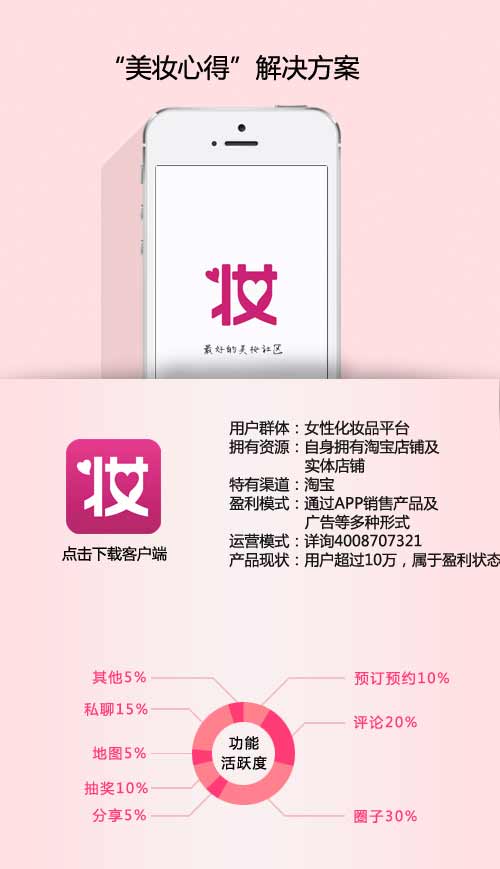 “美妆心得”解决方案
妆
最好的美妆社区
妆
点击下载客户端
用户群体：女性化妆品平台
拥有资源：自身拥有淘宝店铺及
实体店铺
特有渠道：淘宝
盈利模式：通过APP销售产品及
广告等多种形式
运营模式：详询4008707321
产品现状：用户超过10万，属于盈利状态
其他5%
预订预约10%
私聊15%
评论20%
功能
活跃度
地图5%
抽奖10%
分享5%
圈子30%